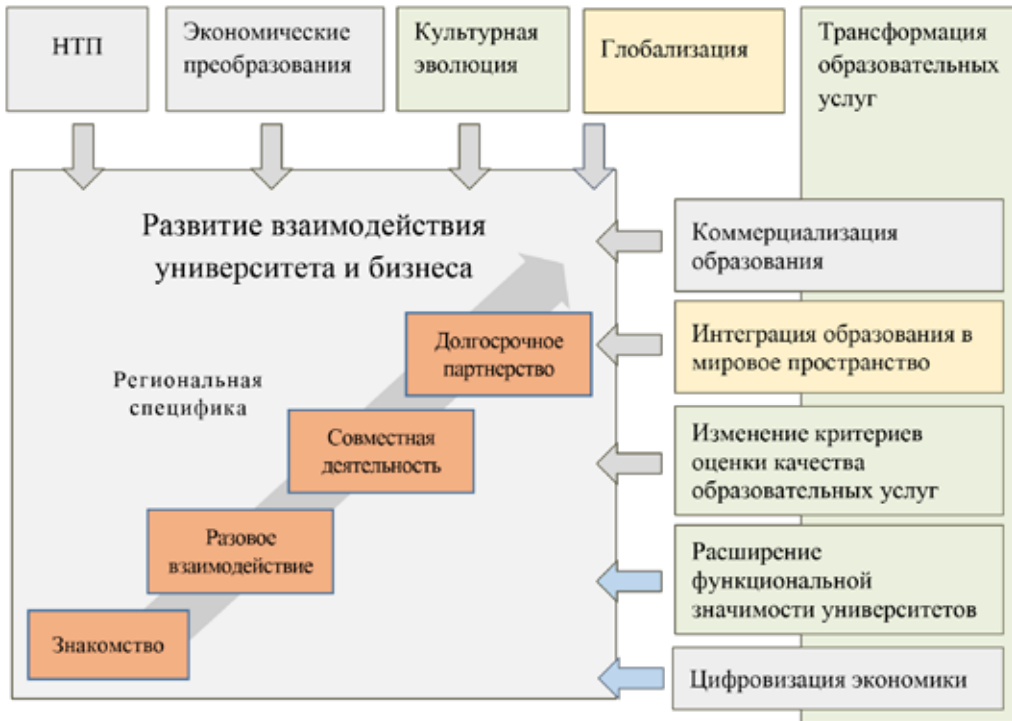 НТП
Экономические
преобразования
Культурная
эволюция
Глобализация
Трансформация
образовательных
услуг
Развитие взаимодействия
университета и бизнеса
Региональная
специфика
Долгосрочное
партнерство
Совместная
деятельность
Разовое
взаимодействие
Знакомство
Коммерциализация
образования
Интеграция образования в
мировое пространство
Изменение критериев
оценки качества
образовательных услуг
Расширение
функциональной
значимости университетов
Цифровизация экономики